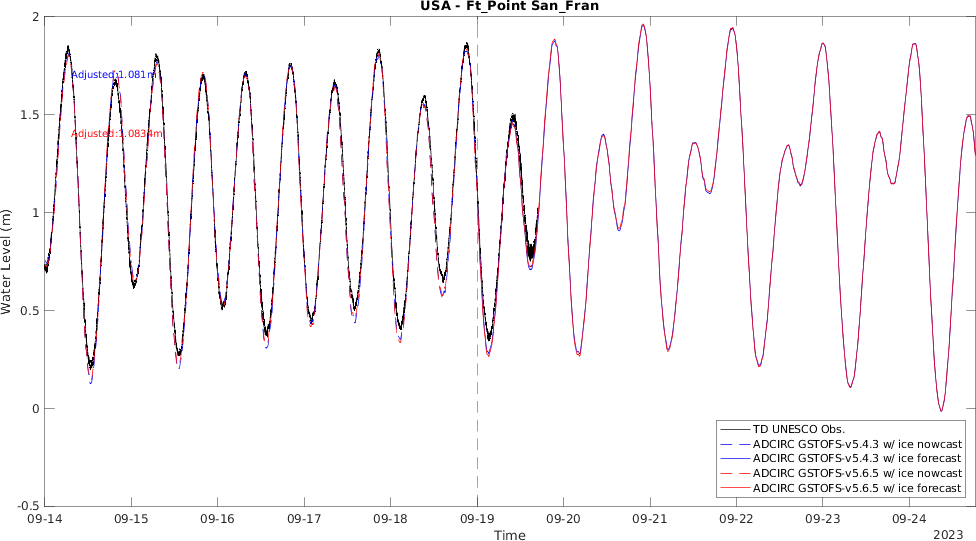 USA - Ft_Point San_Fran
2
1.5
1
0.5
0
-0.5
Water Level (m)
Adjusted:1.081m
Adjusted:1.0834m
TD UNESCO Obs.
ADCIRC GSTOFS-v5.4.3 w/ ice nowcast
ADCIRC GSTOFS-v5.4.3 w/ ice forecast
ADCIRC GSTOFS-v5.6.5 w/ ice nowcast
ADCIRC GSTOFS-v5.6.5 w/ ice forecast
09-14 09-15 09-16 09-17 09-18 09-19 09-20 09-21 09-22 09-23 09-24
Time
2023